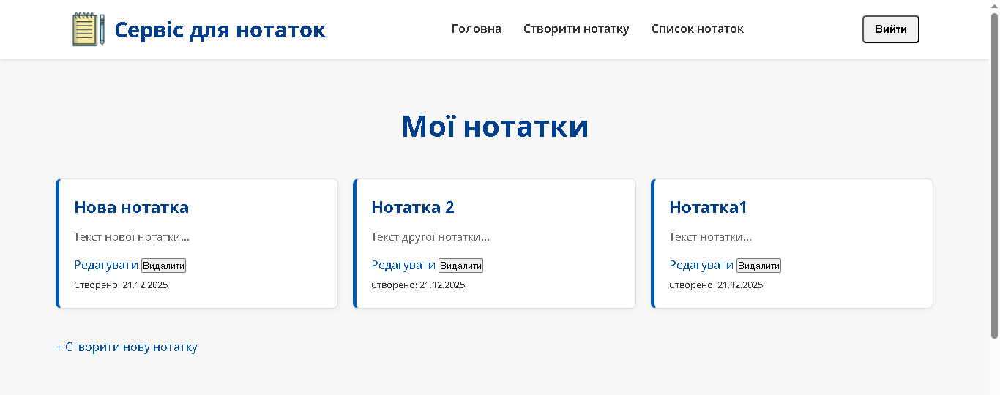 Сервіс для нотаток
Головна
Створити нотатку
Список нотаток
Вийти
Мої нотатки
Нова нотатка
Текст нової нотатки...
Редагувати Видалити
Створено: 21.12.2025
Нотатка 2
Текст другої нотатки...
Редагувати Видалити
Створено: 21.12.2025
Нотатка1
Текст нотатки...
Редагувати Видалити
Створено: 21.12.2025
+ Створити нову нотатку